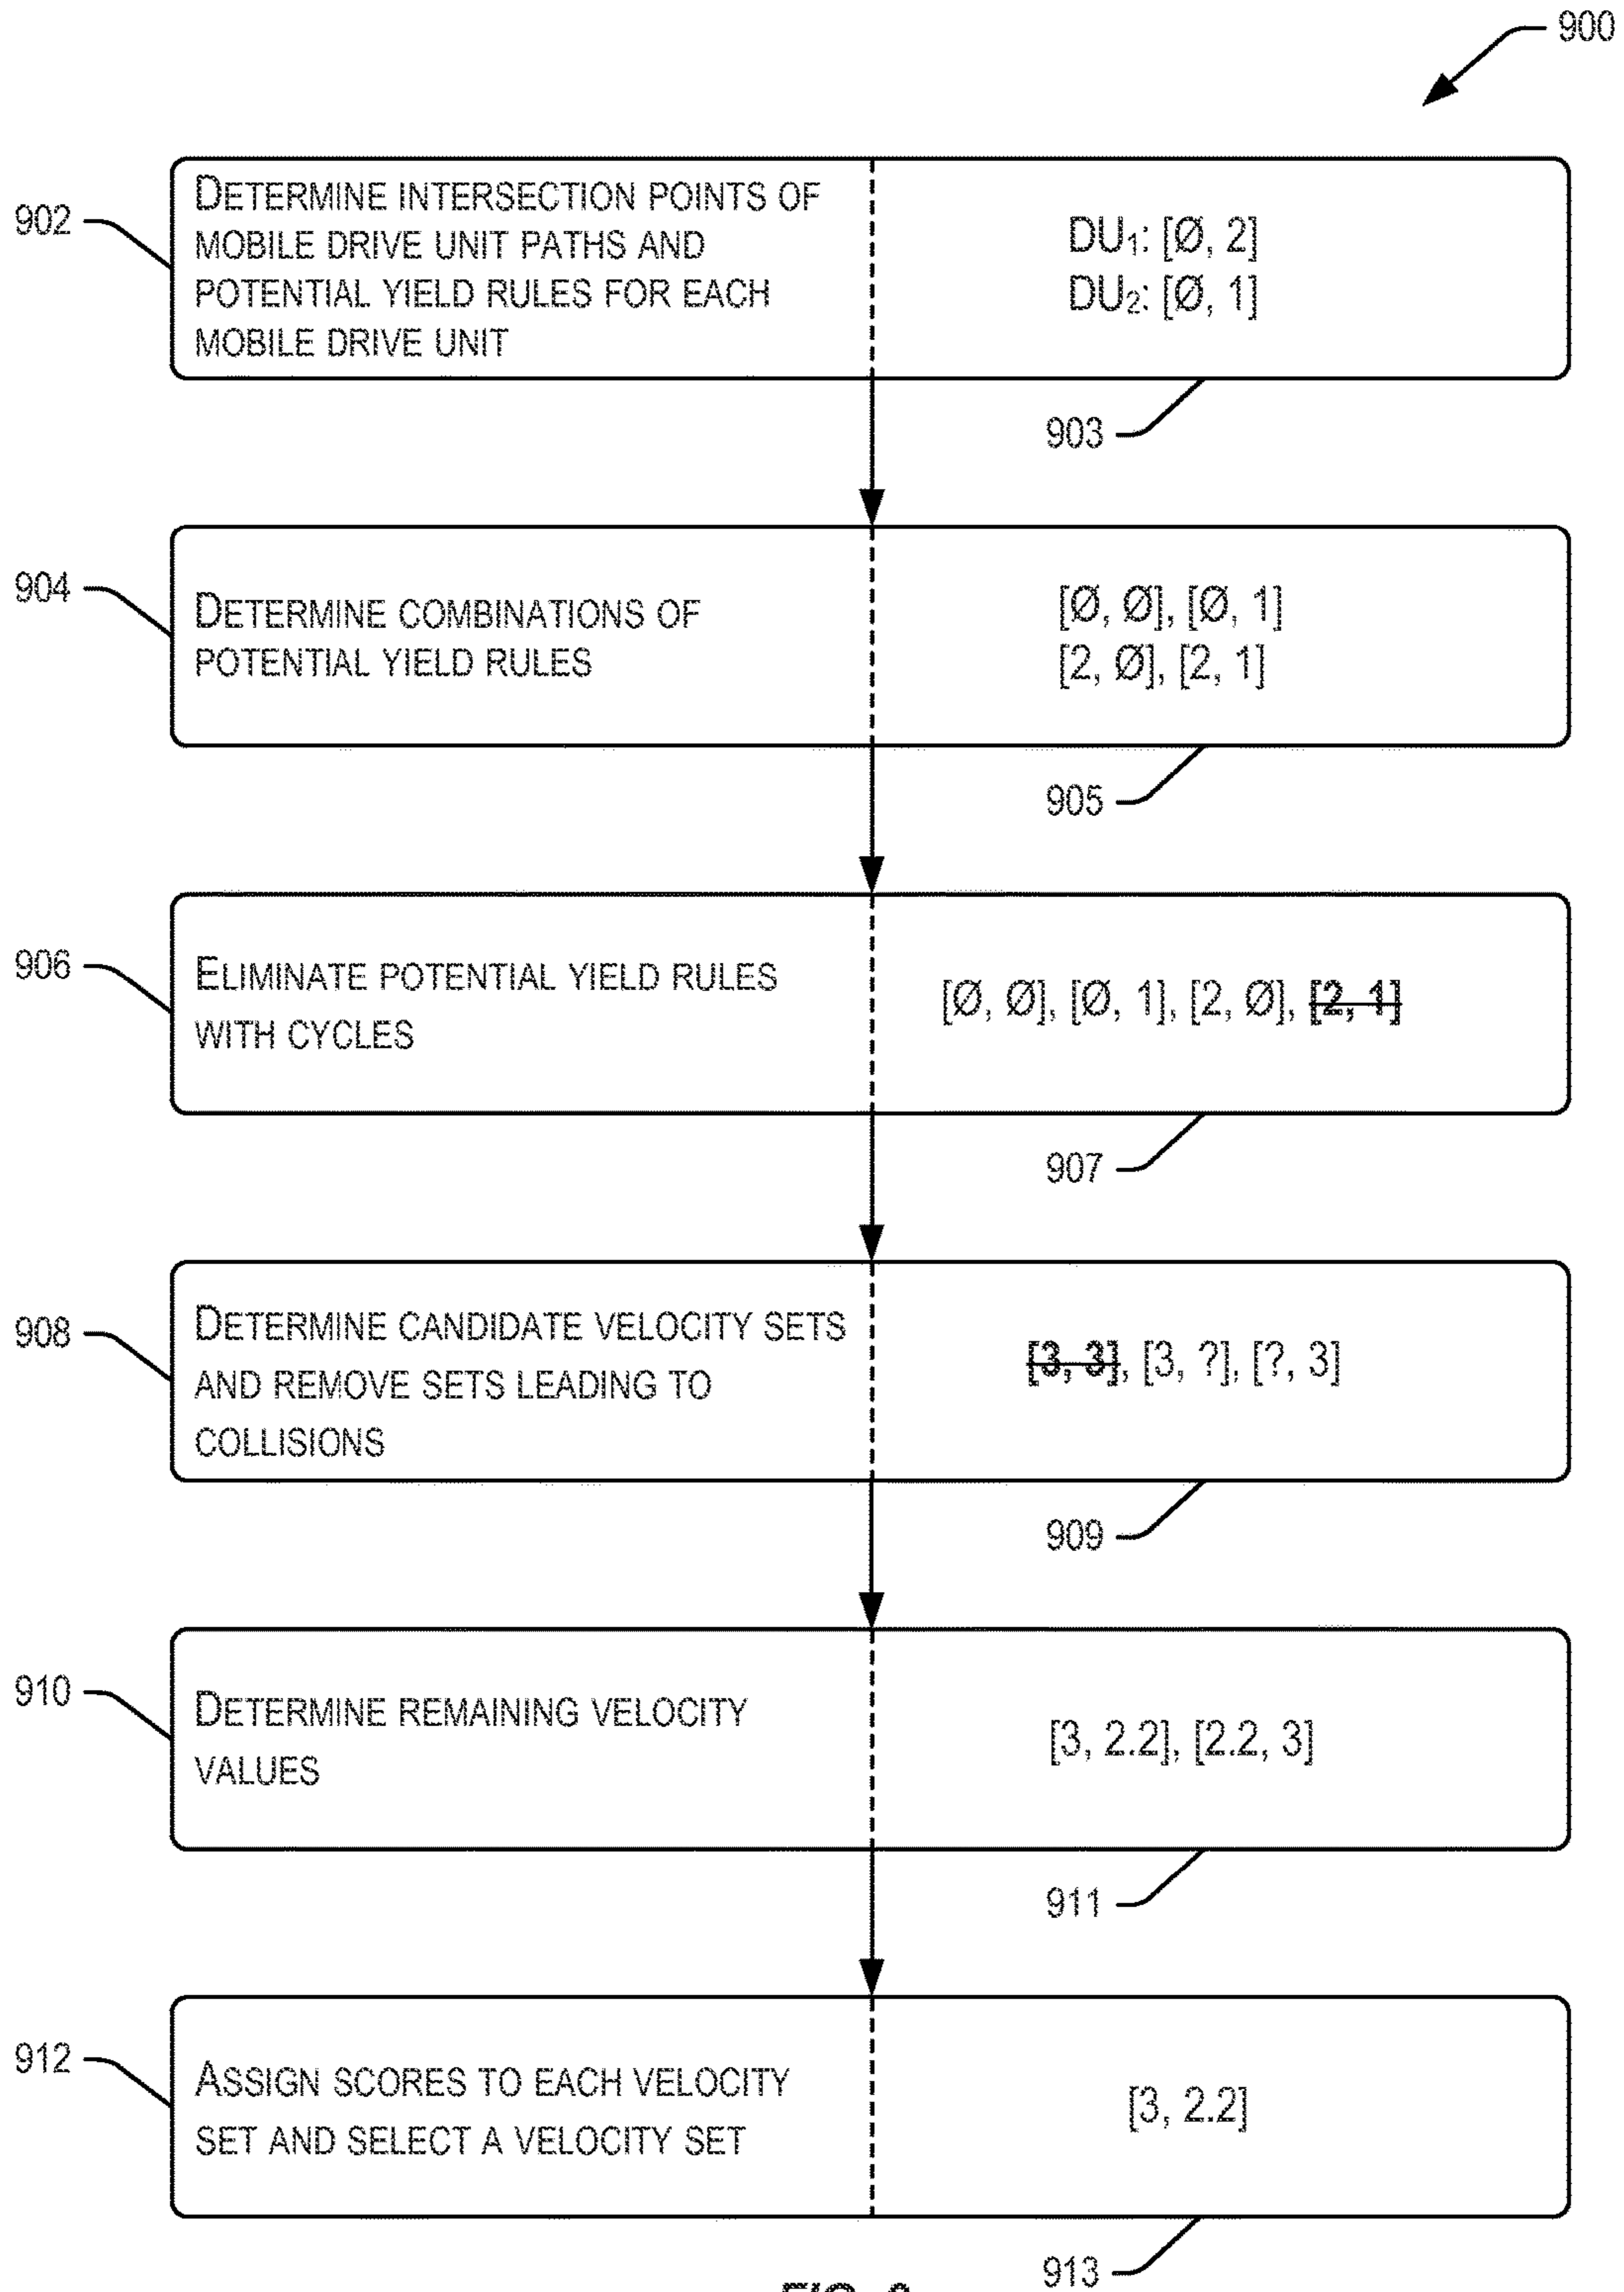 900
902
DETERMINE INTERSECTION POINTS OF
MOBILE DRIVE UNIT PATHS AND
POTENTIAL YIELD RULES FOR EACH
MOBILE DRIVE UNIT
DU₁: [Ø, 2]
DU₂: [Ø, 1]
903
904
DETERMINE COMBINATIONS OF
POTENTIAL YIELD RULES
[Ø, Ø], [Ø, 1]
[2, Ø], [2, 1]
905
906
ELIMINATE POTENTIAL YIELD RULES
WITH CYCLES
[Ø, Ø], [Ø, 1], [2, Ø], [2, 1]
907
908
DETERMINE CANDIDATE VELOCITY SETS
AND REMOVE SETS LEADING TO
COLLISIONS
[3, 3], [3, ?], [?, 3]
909
910
DETERMINE REMAINING VELOCITY
VALUES
[3, 2.2], [2.2, 3]
911
912
ASSIGN SCORES TO EACH VELOCITY
SET AND SELECT A VELOCITY SET
[3, 2.2]
913
FIG.